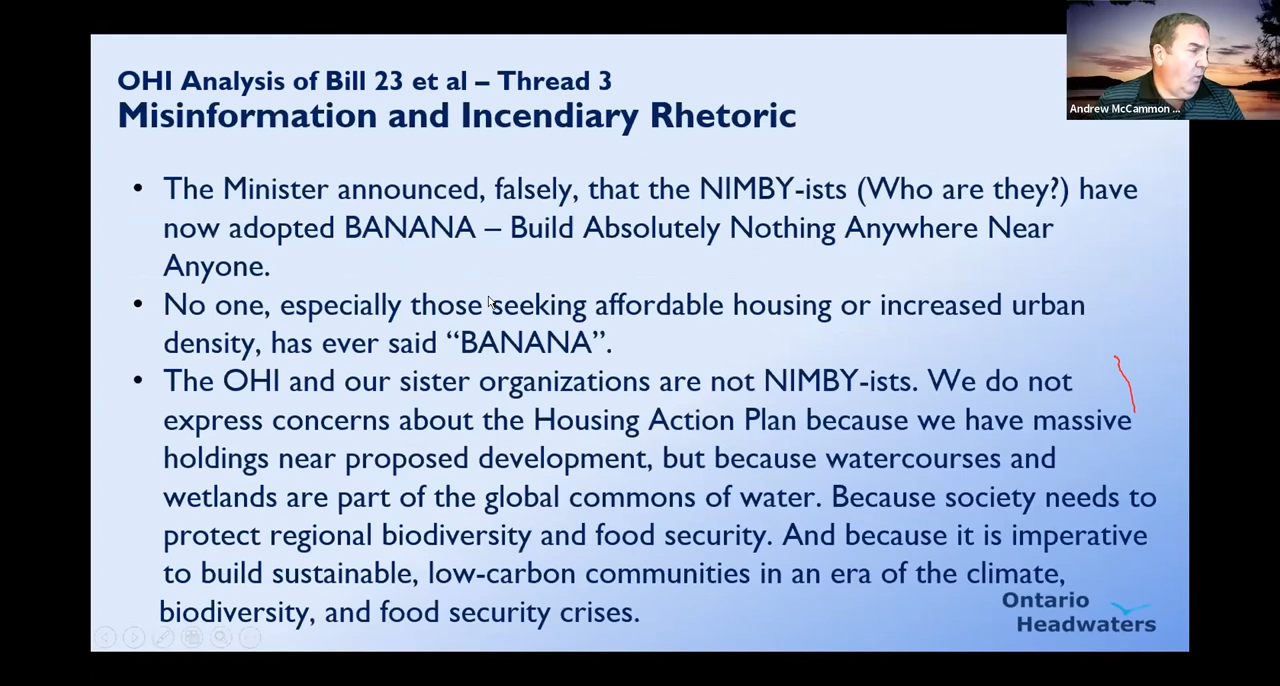 OHI Analysis of Bill 23 et al – Thread 3
Misinformation and Incendiary Rhetoric
Andrew McCammon ...
• The Minister announced, falsely, that the NIMBY-ists (Who are they?) have
now adopted BANANA – Build Absolutely Nothing Anywhere Near
Anyone.
• No one, especially those seeking affordable housing or increased urban
density, has ever said “BANANA”.
• The OHI and our sister organizations are not NIMBY-ists. We do not
express concerns about the Housing Action Plan because we have massive
holdings near proposed development, but because watercourses and
wetlands are part of the global commons of water. Because society needs to
protect regional biodiversity and food security. And because it is imperative
to build sustainable, low-carbon communities in an era of the climate,
biodiversity, and food security crises.
Ontario
Headwaters